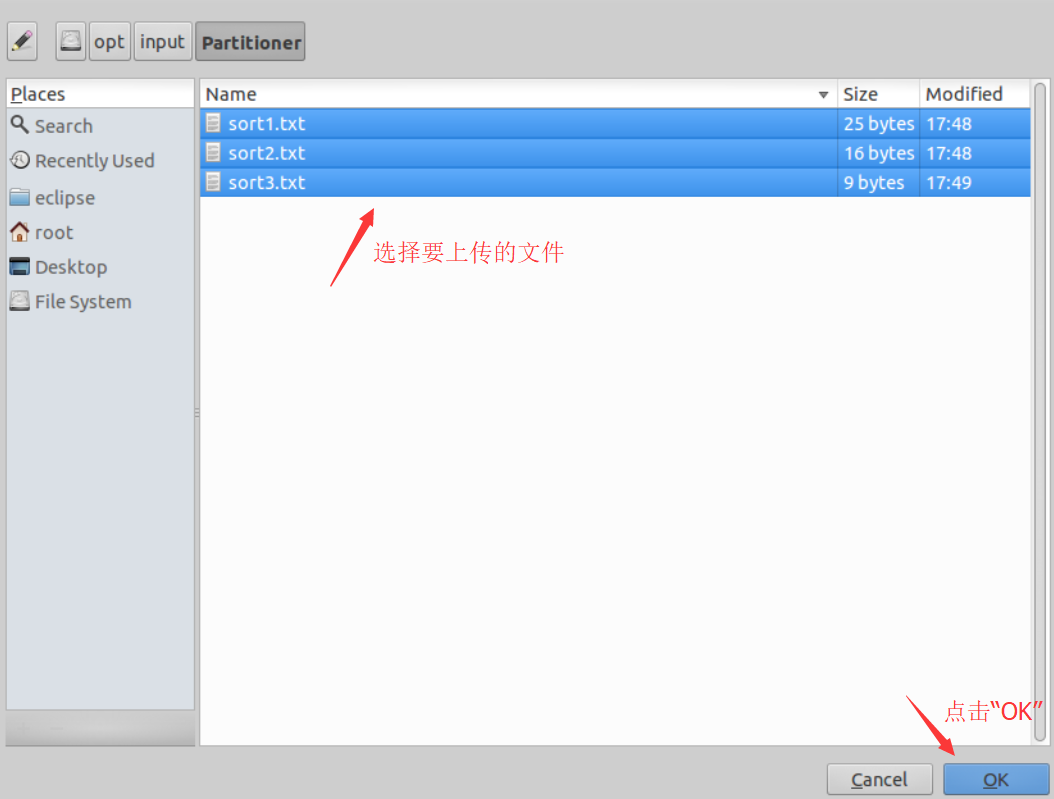 opt input Partitioner
Places
Search
Recently Used
eclipse
root
Desktop
File System
Name Size Modified
sort1.txt 25 bytes 17:48
sort2.txt 16 bytes 17:48
sort3.txt 9 bytes 17:49
选择要上传的文件
点击“OK”
Cancel OK